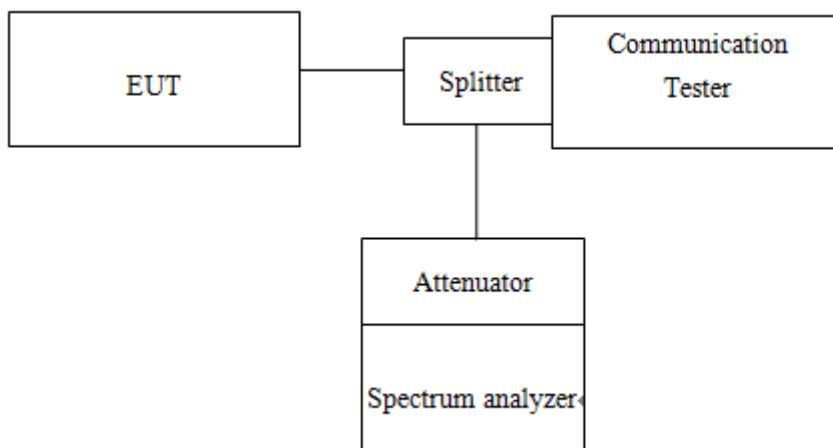 EUT
Splitter
Communication
Tester
Attenuator
Spectrum analyzer